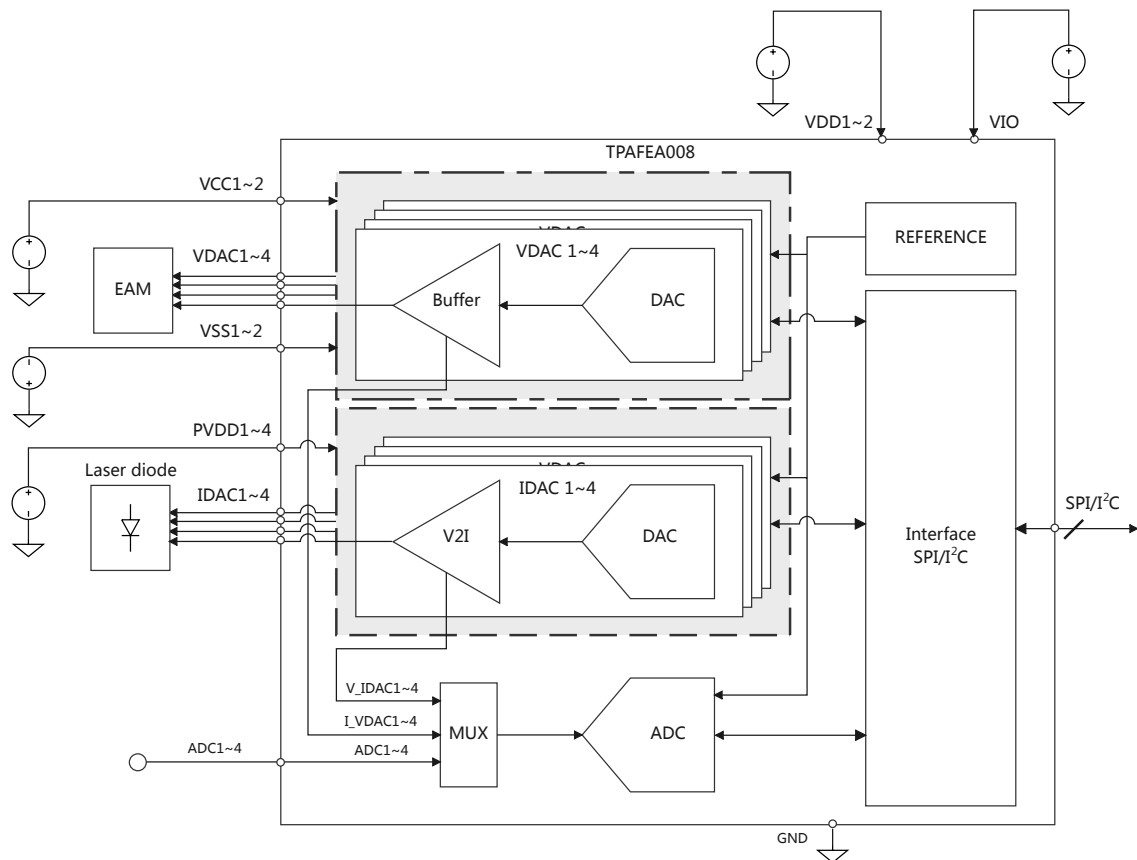 VDD1~2
VIO
TPAFEA008
VCC1~2
REFERENCE
VDAC
VDAC 1~4
VDAC1~4
EAM
Buffer
DAC
VSS1~2
PVDD1~4
Laser diode
VDAC
IDAC 1~4
IDAC1~4
V2I
DAC
Interface
SPI/I²C
SPI/I²C
V_IDAC1~4
I_VDAC1~4
MUX
ADC
ADC1~4
ADC1~4
GND